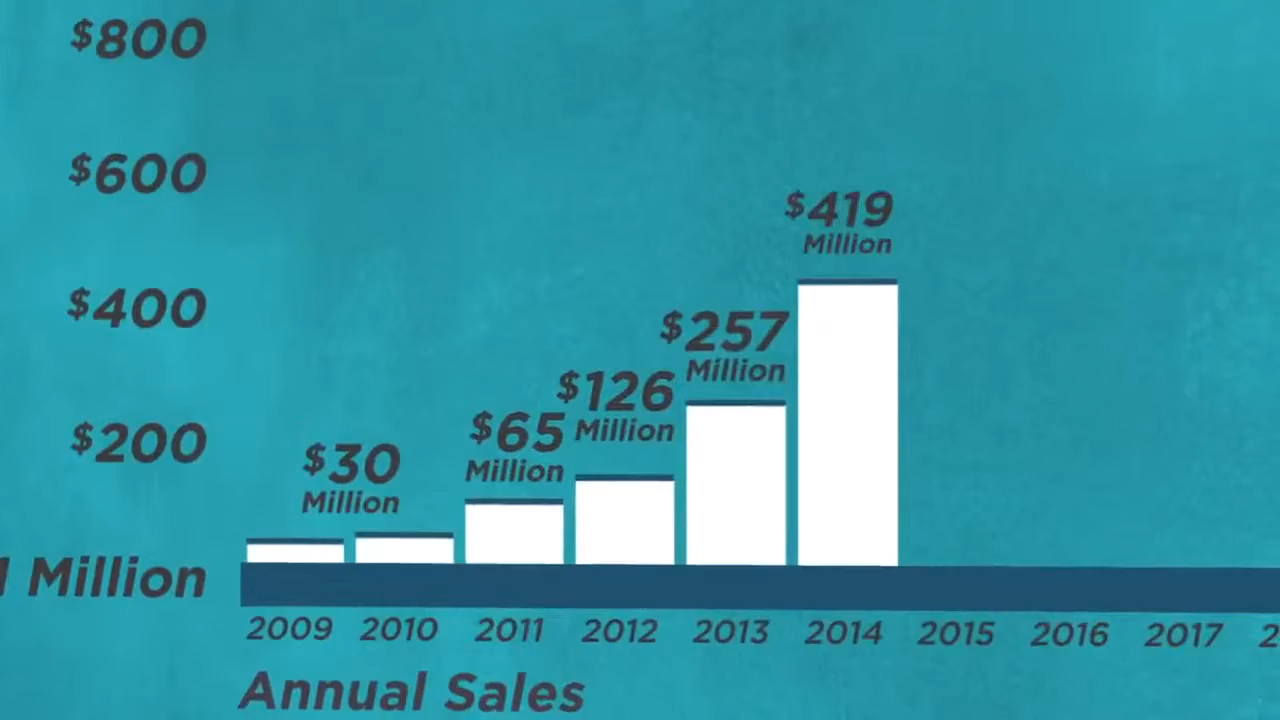 $800
$600
$419
Million
$400
$257
Million
$126
Million
$65
Million
$200
$30
Million
Million
2009 2010 2011 2012 2013 2014 2015 2016 2017
Annual Sales